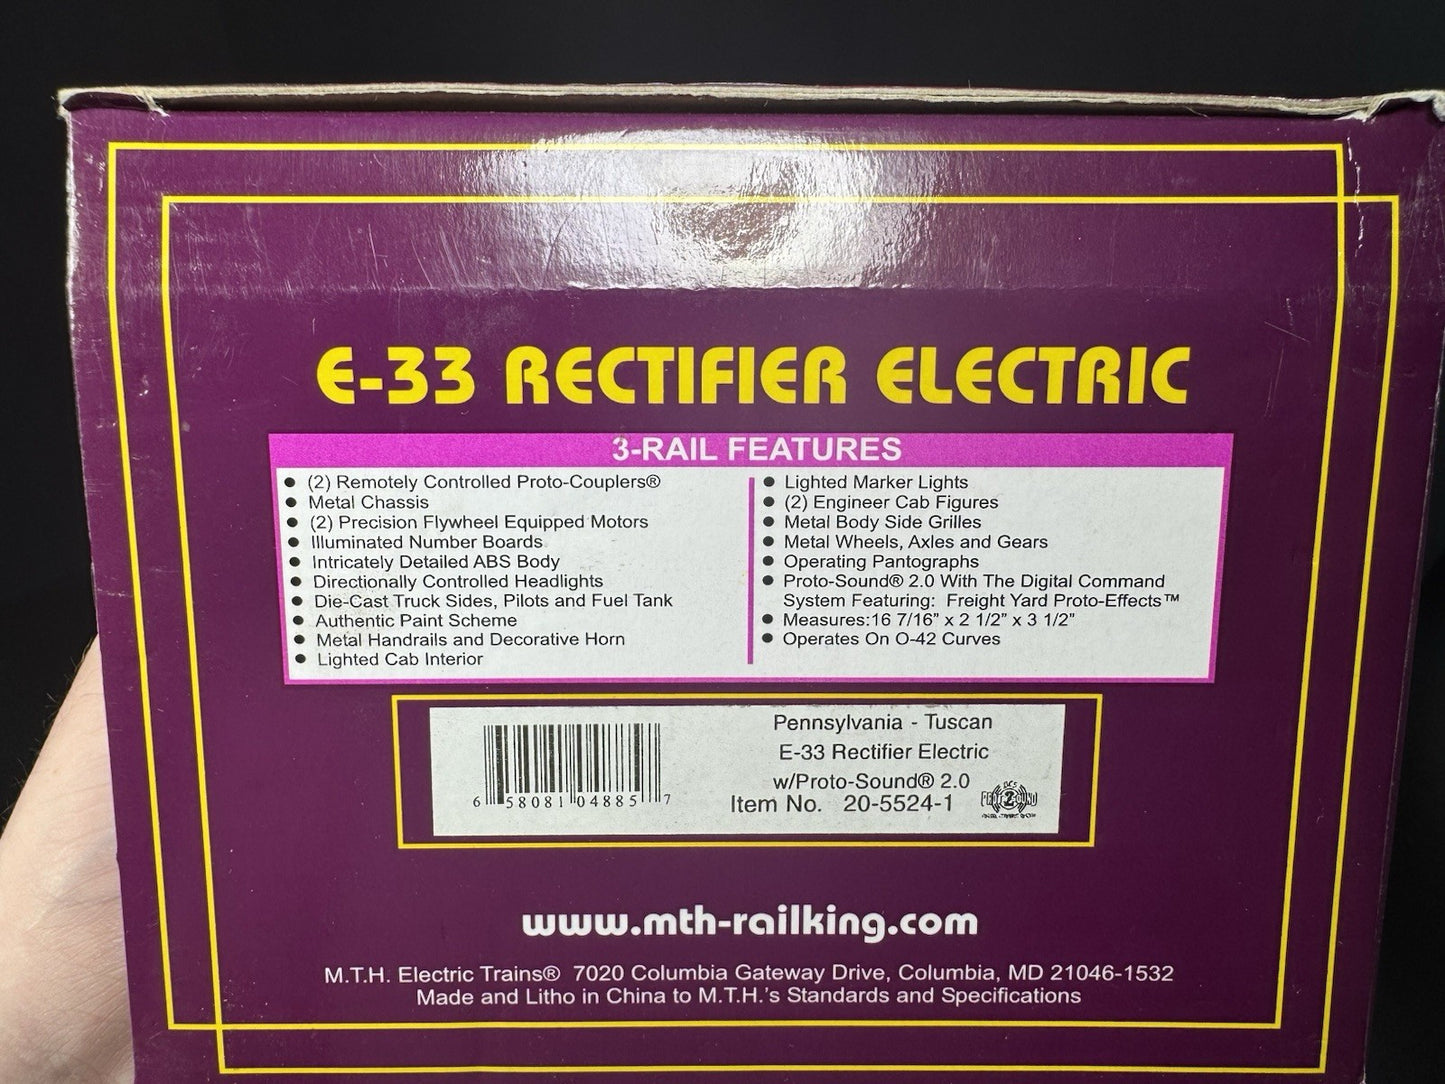 E-33 RECTIFIER ELECTRIC
3-RAIL FEATURES
(2) Remotely Controlled Proto-Couplers®
Metal Chassis
(2) Precision Flywheel Equipped Motors
Illuminated Number Boards
Intricately Detailed ABS Body
Directionally Controlled Headlights
Die-Cast Truck Sides, Pilots and Fuel Tank
Authentic Paint Scheme
Metal Handrails and Decorative Horn
Lighted Cab Interior
Lighted Marker Lights
(2) Engineer Cab Figures
Metal Body Side Grilles
Metal Wheels, Axles and Gears
Operating Pantographs
Proto-Sound® 2.0 With The Digital Command
System Featuring: Freight Yard Proto-Effects™
Measures:16 7/16” x 2 1/2” x 3 1/2”
Operates On O-42 Curves
6 58081 04885 7
Pennsylvania - Tuscan
E-33 Rectifier Electric
w/Proto-Sound® 2.0
Item No. 20-5524-1
www.mth-railking.com
M.T.H. Electric Trains® 7020 Columbia Gateway Drive, Columbia, MD 21046-1532
Made and Litho in China to M.T.H.'s Standards and Specifications